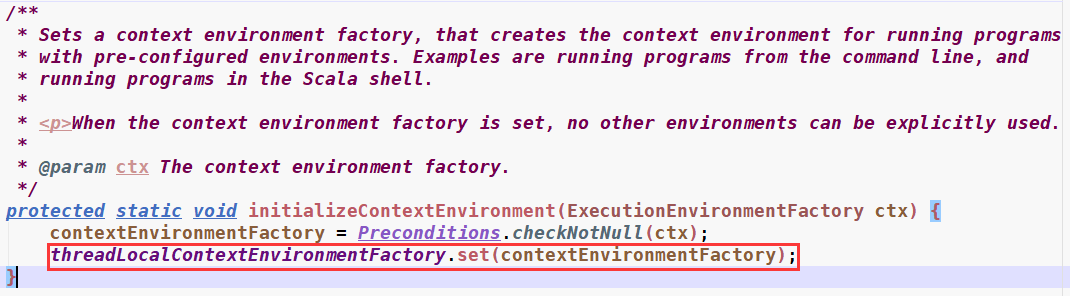 /**
 * Sets a context environment factory, that creates the context environment for running programs
 * with pre-configured environments. Examples are running programs from the command line, and
 * running programs in the Scala shell.
 *
 * <p>When the context environment factory is set, no other environments can be explicitly used.
 *
 * @param ctx The context environment factory.
 */
protected static void initializeContextEnvironment(ExecutionEnvironmentFactory ctx) {
    contextEnvironmentFactory = Preconditions.checkNotNull(ctx);
    threadLocalContextEnvironmentFactory.set(contextEnvironmentFactory);
}